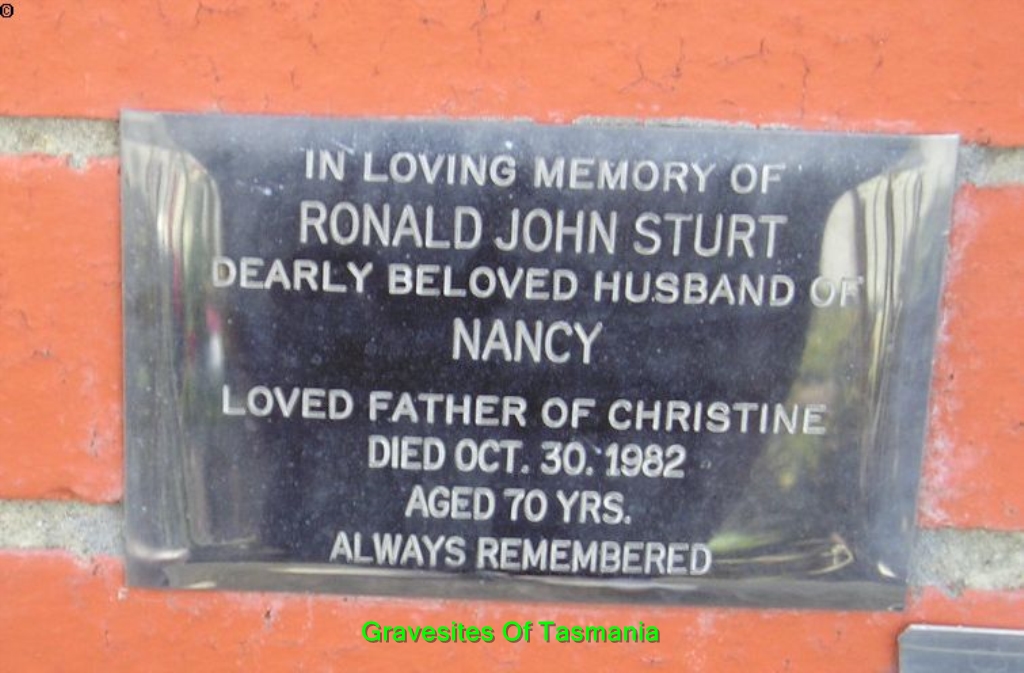 ©
IN LOVING MEMORY OF
RONALD JOHN STURT
DEARLY BELOVED HUSBAND OF
NANCY
LOVED FATHER OF CHRISTINE
DIED OCT. 30. 1982
AGED 70 YRS.
ALWAYS REMEMBERED
Gravesites Of Tasmania